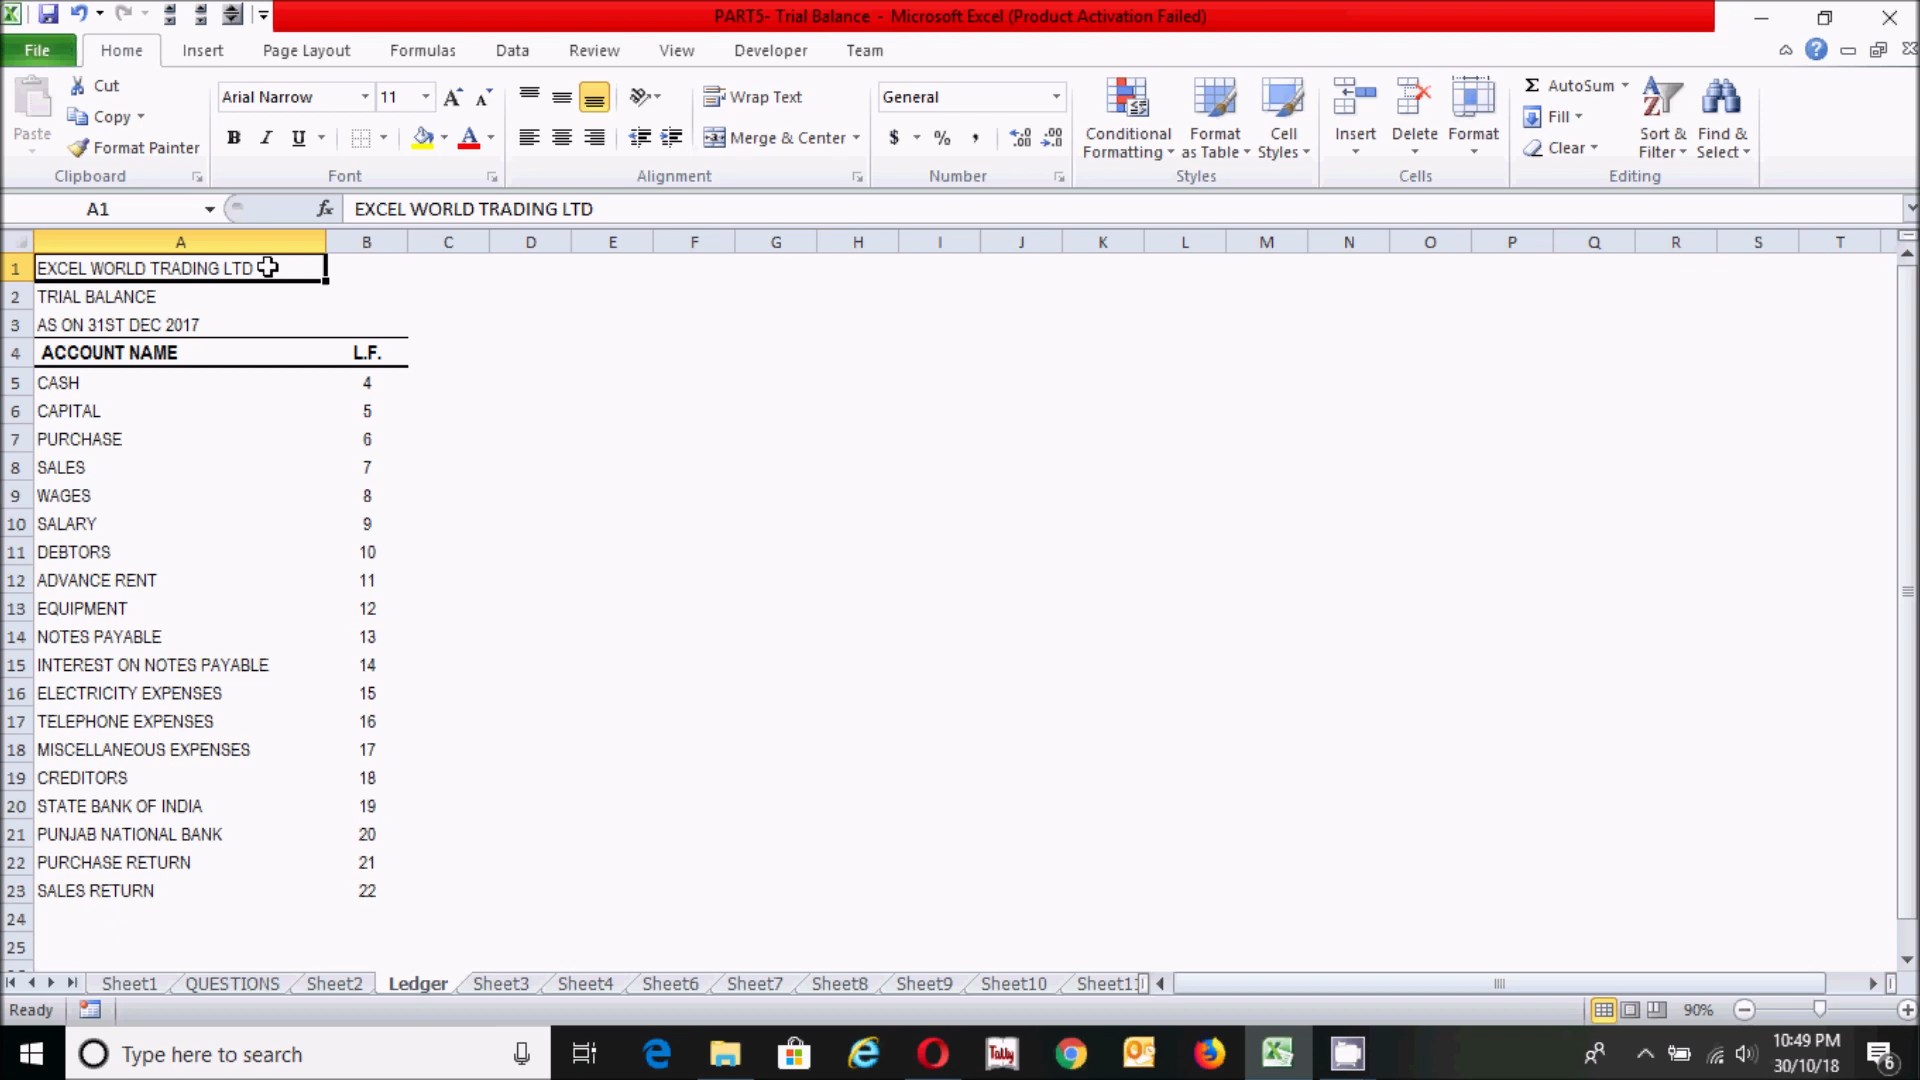 PART5- Trial Balance - Microsoft Excel (Product Activation Failed)
File Home Insert Page Layout Formulas Data Review View Developer Team
Paste
Cut
Copy
Format Painter
Clipboard
Arial Narrow 11
B I U
Font
Wrap Text
Merge & Center
Alignment
General
$ % ,
Number
Conditional Formatting
Format as Table
Cell Styles
Styles
Insert Delete Format
Cells
Σ AutoSum
Fill
Clear
Sort & Filter
Find & Select
Editing
A1 fx EXCEL WORLD TRADING LTD
A B C D E F G H I J K L M N O P Q R S T
1 EXCEL WORLD TRADING LTD
2 TRIAL BALANCE
3 AS ON 31ST DEC 2017
4 ACCOUNT NAME L.F.
5 CASH 4
6 CAPITAL 5
7 PURCHASE 6
8 SALES 7
9 WAGES 8
10 SALARY 9
11 DEBTORS 10
12 ADVANCE RENT 11
13 EQUIPMENT 12
14 NOTES PAYABLE 13
15 INTEREST ON NOTES PAYABLE 14
16 ELECTRICITY EXPENSES 15
17 TELEPHONE EXPENSES 16
18 MISCELLANEOUS EXPENSES 17
19 CREDITORS 18
20 STATE BANK OF INDIA 19
21 PUNJAB NATIONAL BANK 20
22 PURCHASE RETURN 21
23 SALES RETURN 22
24
25
Sheet1 QUESTIONS Sheet2 Ledger Sheet3 Sheet4 Sheet6 Sheet7 Sheet8 Sheet9 Sheet10 Sheet11
Ready 90%
Type here to search
Tally
10:49 PM
30/10/18
6